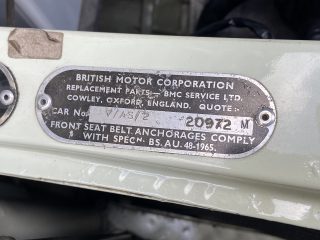 BRITISH MOTOR CORPORATION
REPLACEMENT PARTS:— BMC SERVICE LTD.
COWLEY, OXFORD, ENGLAND. QUOTE:-
CAR No. V/A5/2 20972 M
FRONT SEAT BELT ANCHORAGES COMPLY
WITH SPECN. BS. AU. 48-1965.